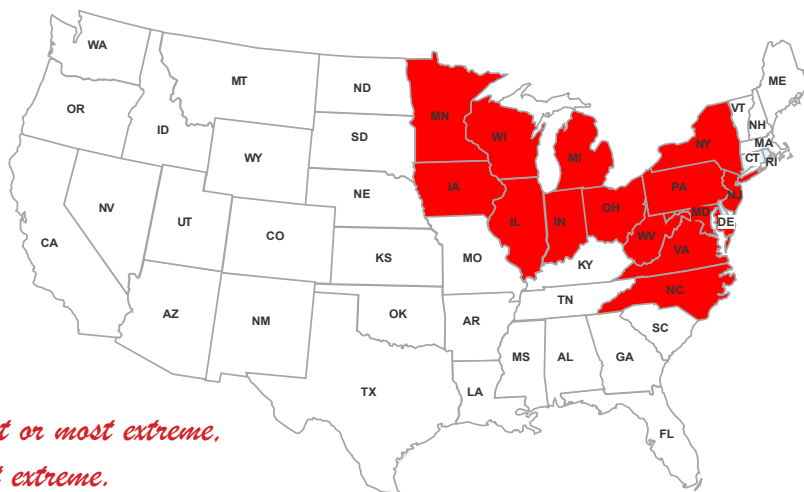 WA
ME
MT
ND
VT
OR
MN
NH
ID
SD
WI
NY
MA
MI
CT
RI
WY
IA
PA
NE
NJ
NV
OH
MD
IL
IN
DE
UT
CO
WV
CA
VA
KS
MO
KY
NC
TN
AZ
OK
NM
AR
SC
MS
AL
GA
TX
LA
t or most extreme,
FL
t extreme.